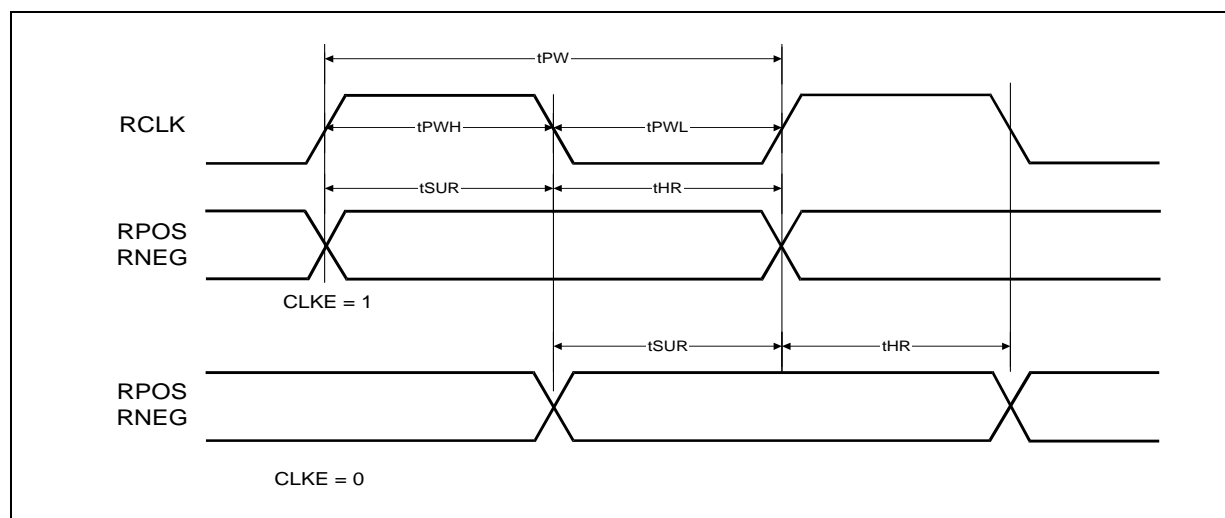 tPW
RCLK
tPWH
tPWL
tSUR
tHR
RPOS
RNEG
CLKE = 1
tSUR
tHR
RPOS
RNEG
CLKE = 0